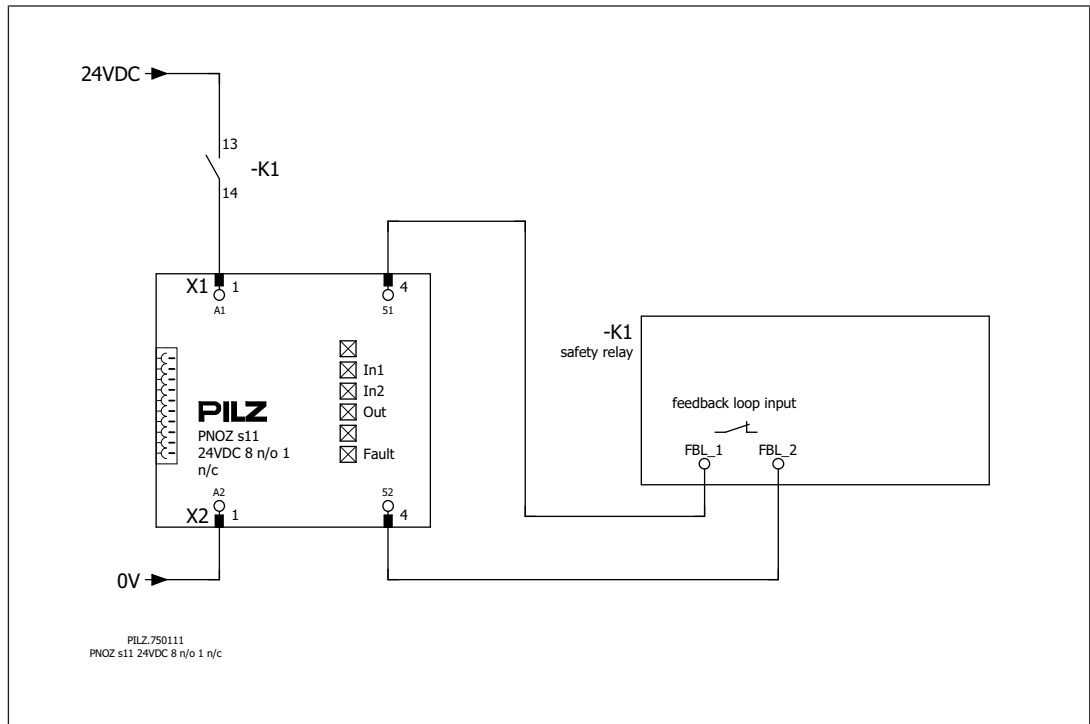 24VDC
13
-K1
14
X1
1
4
A1
51
-K1
safety relay
In1
In2
feedback loop input
PILZ
Out
PNOZ s11
24VDC 8 n/o 1
n/c
Fault
FBL_1
FBL_2
A2
52
X2
1
4
0V
PILZ.750111
PNOZ s11 24VDC 8 n/o 1 n/c